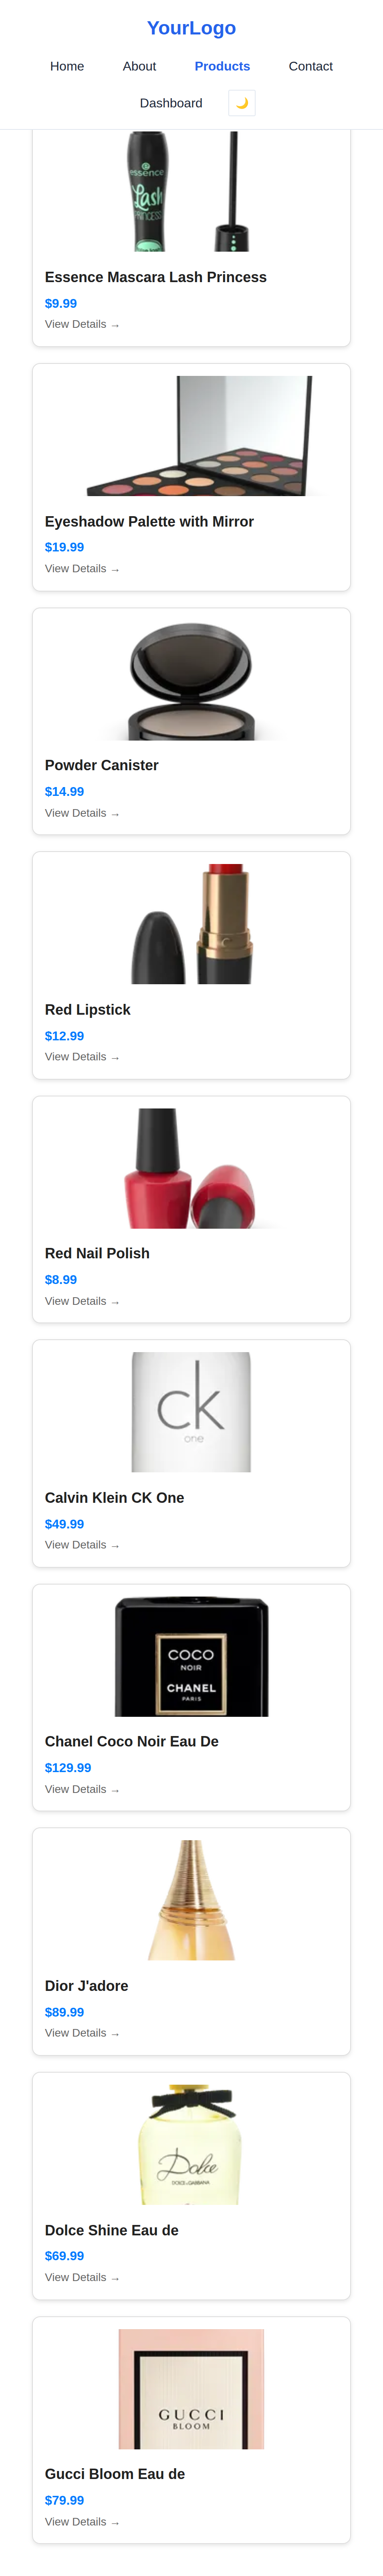 YourLogo
Home About Products Contact
Dashboard
essence
Lash
PRINCESS
Essence Mascara Lash Princess
$9.99
View Details →
Eyeshadow Palette with Mirror
$19.99
View Details →
Powder Canister
$14.99
View Details →
Red Lipstick
$12.99
View Details →
Red Nail Polish
$8.99
View Details →
ck
one
Calvin Klein CK One
$49.99
View Details →
COCO
NOIR
CHANEL
PARIS
Chanel Coco Noir Eau De
$129.99
View Details →
Dior J'adore
$89.99
View Details →
Dolce
DOLCE & GABBANA
Dolce Shine Eau de
$69.99
View Details →
GUCCI
BLOOM
Gucci Bloom Eau de
$79.99
View Details →